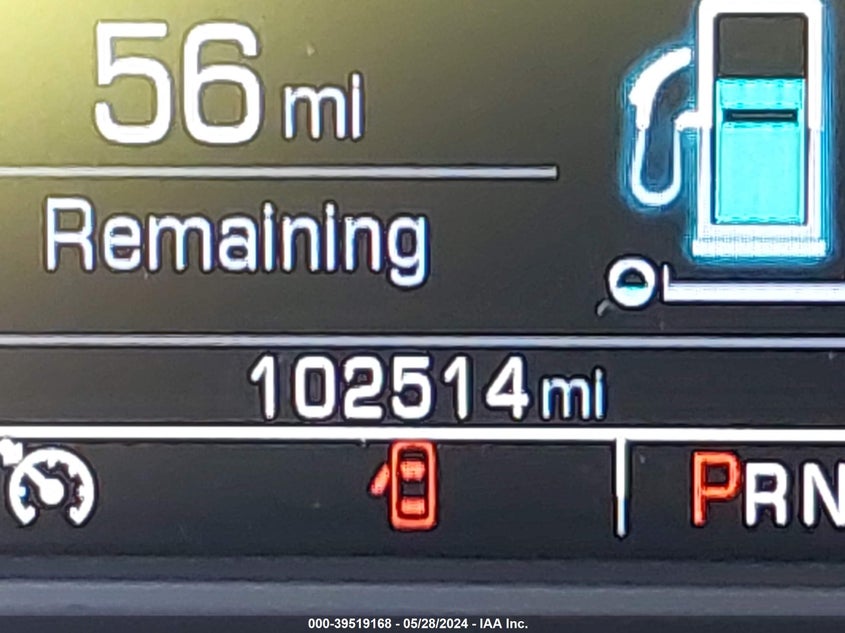 56 mi
Remaining
102514 mi
PRN
000-39519168 - 05/28/2024 - IAA Inc.